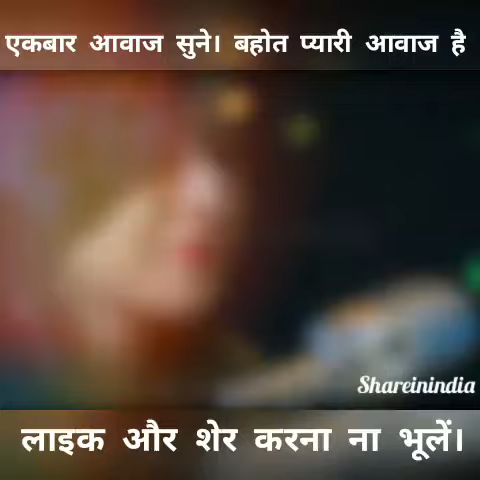 एकबार आवाज सुने। बहोत प्यारी आवाज है
Shareinindia
लाइक और शेर करना ना भूलें।